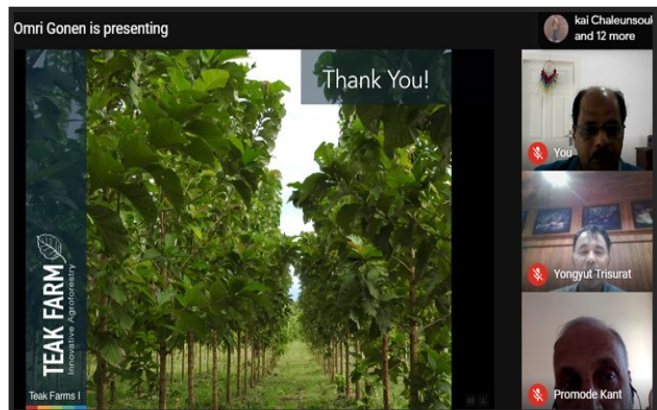 Omri Gonen is presenting
kai Chaleunsouk
and 12 more
Thank You!
TEAK FARM
Innovative Agroforestry
Teak Farms I
You
Yongyut Trisurat
Promode Kant